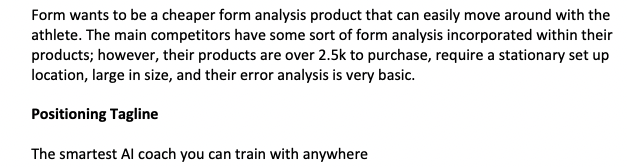 Form wants to be a cheaper form analysis product that can easily move around with the
athlete. The main competitors have some sort of form analysis incorporated within their
products; however, their products are over 2.5k to purchase, require a stationary set up
location, large in size, and their error analysis is very basic.
Positioning Tagline
The smartest AI coach you can train with anywhere